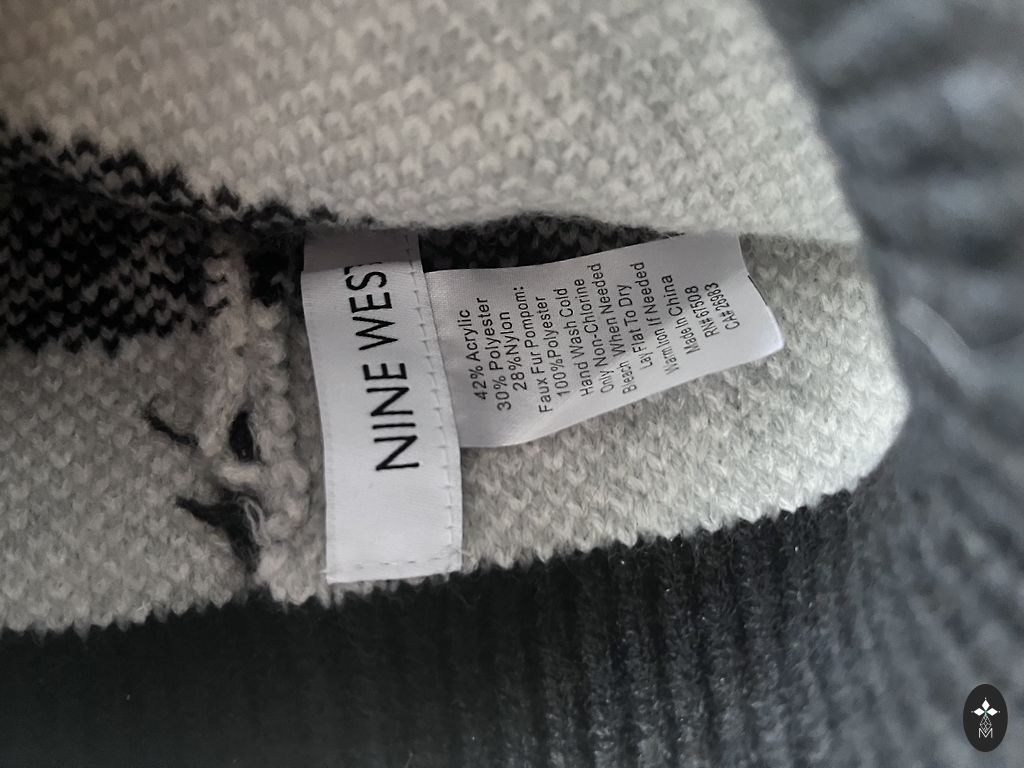 NINE WEST
42% Acrylic
30% Polyester
28%Nylon
Faux Fur Pompom:
100%Polyester
Hand Wash Cold
Only Non-Chlorine
Bleach When Needed
Lay Flat To Dry
Warm Iron If Needed
Made In China
RN# 67508
CA#26983
M